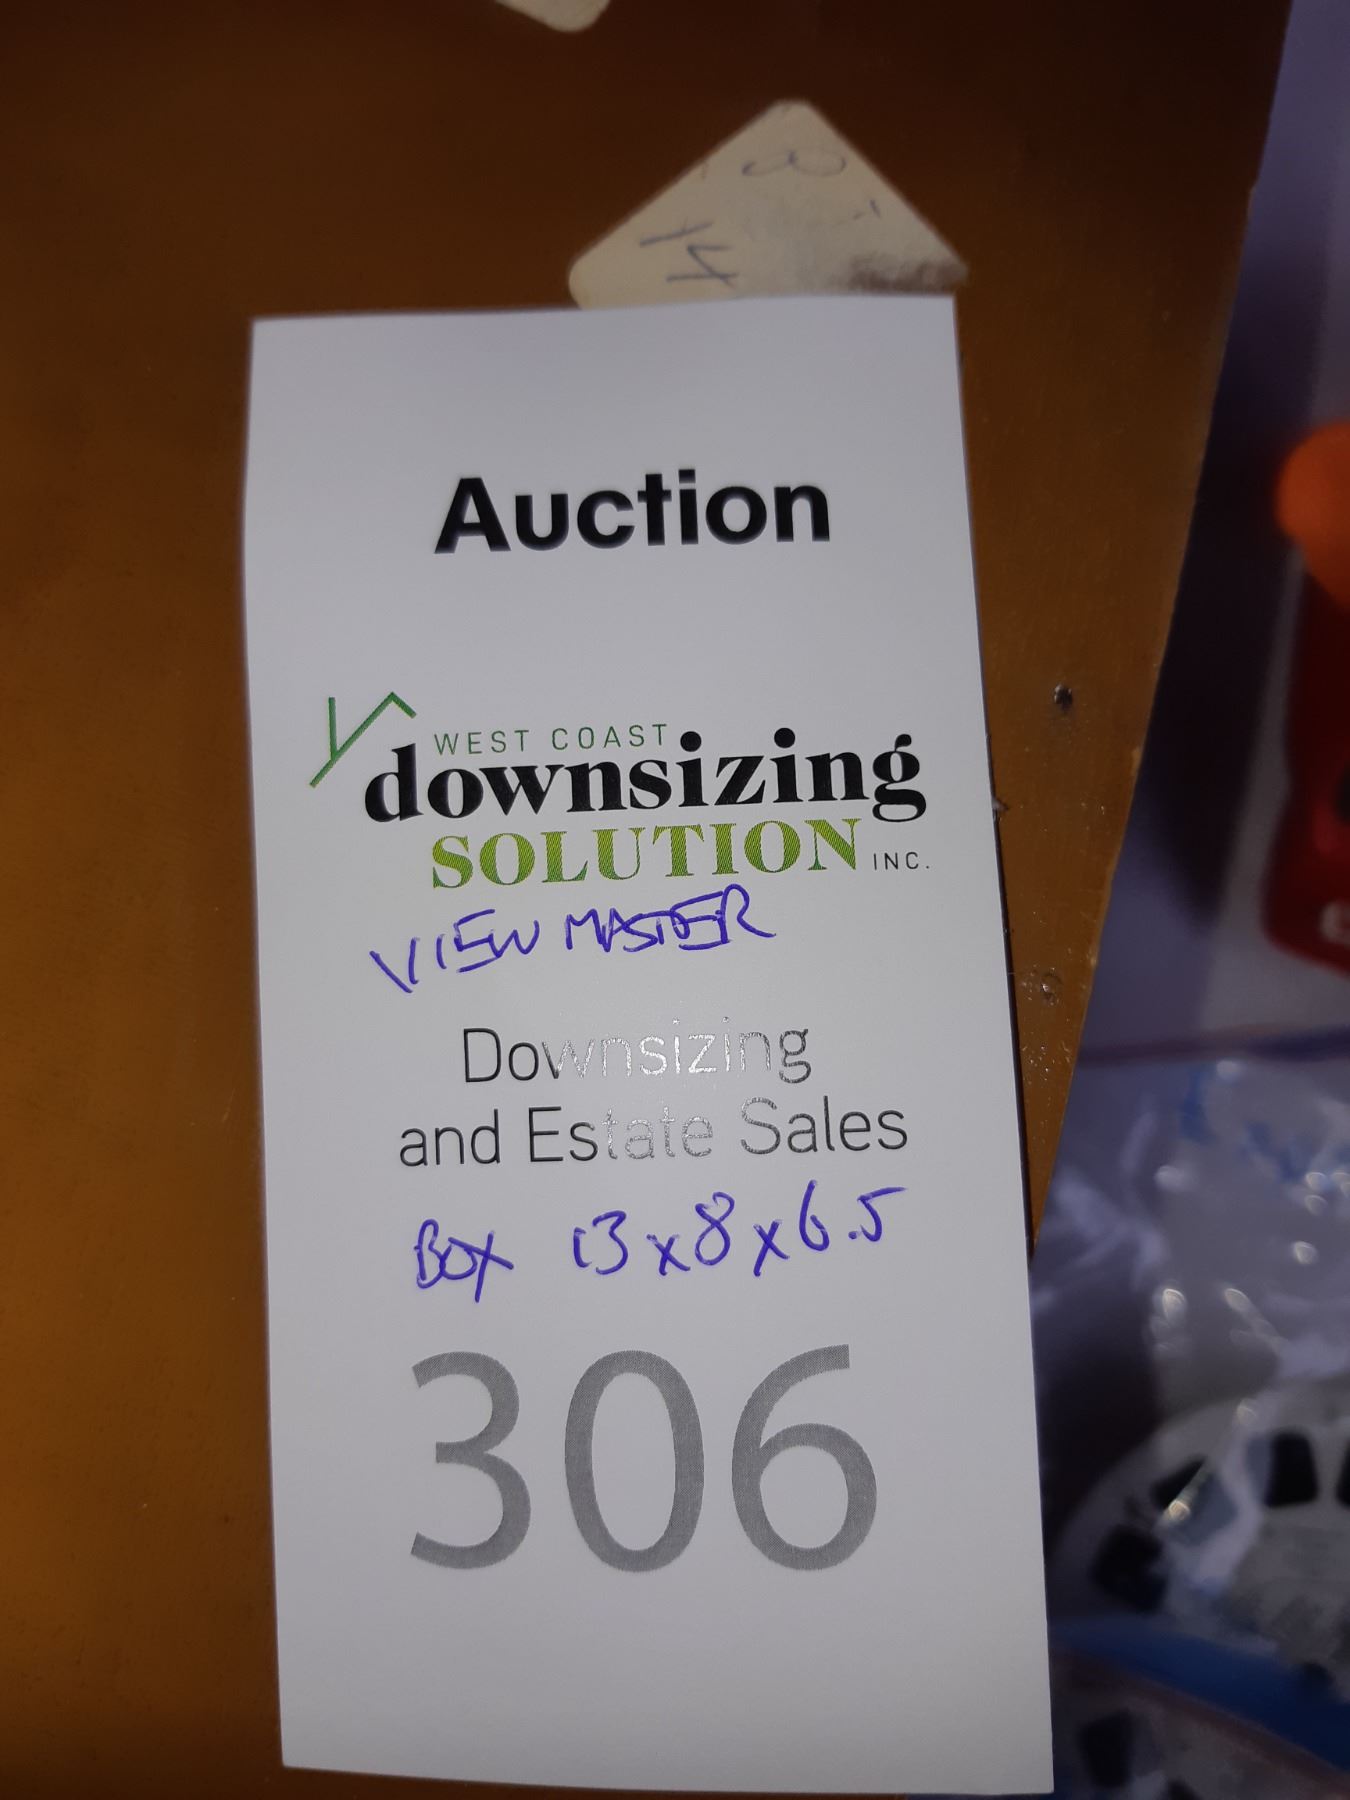 Auction
WEST COAST
downsizing
SOLUTION INC.
VIEW MASTER
Downsizing
and Estate Sales
BOX 13x8x6.5
306